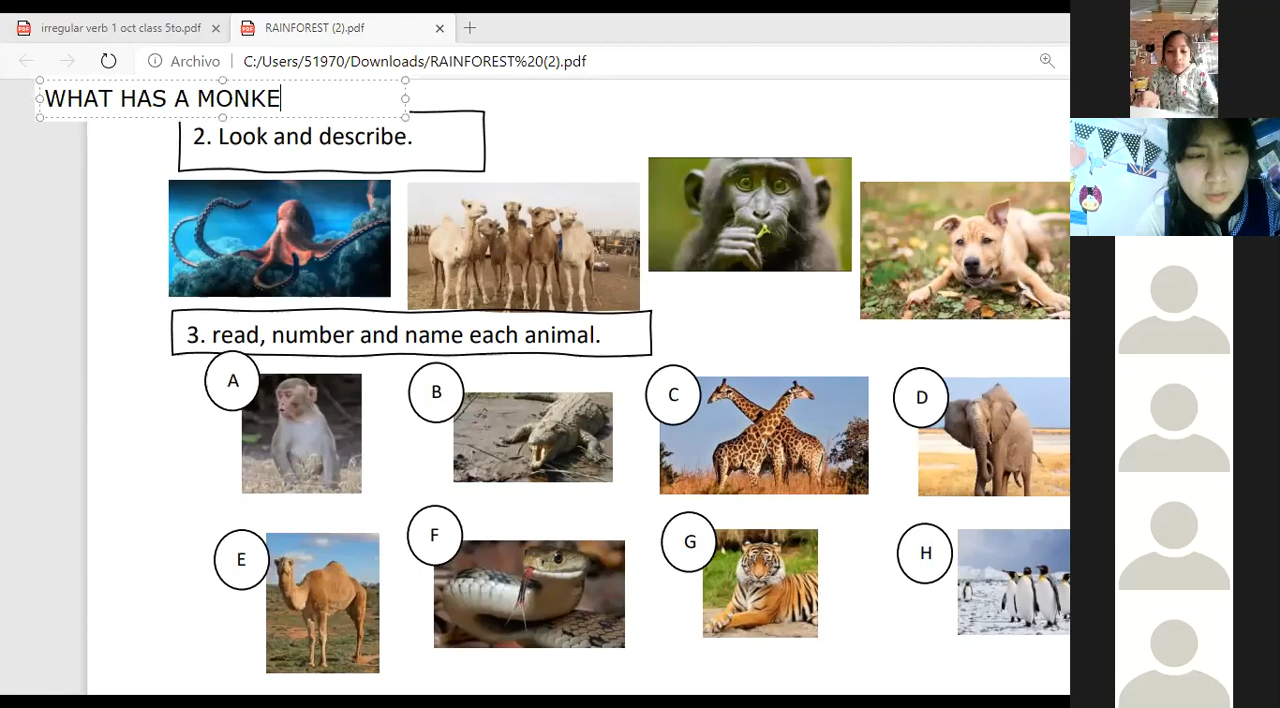 irregular verb 1 oct class 5to.pdf
RAINFOREST (2).pdf
Archivo
C:/Users/51970/Downloads/RAINFOREST%20(2).pdf
WHAT HAS A MONKE
2. Look and describe.
3. read, number and name each animal.
A
B
C
D
E
F
G
H